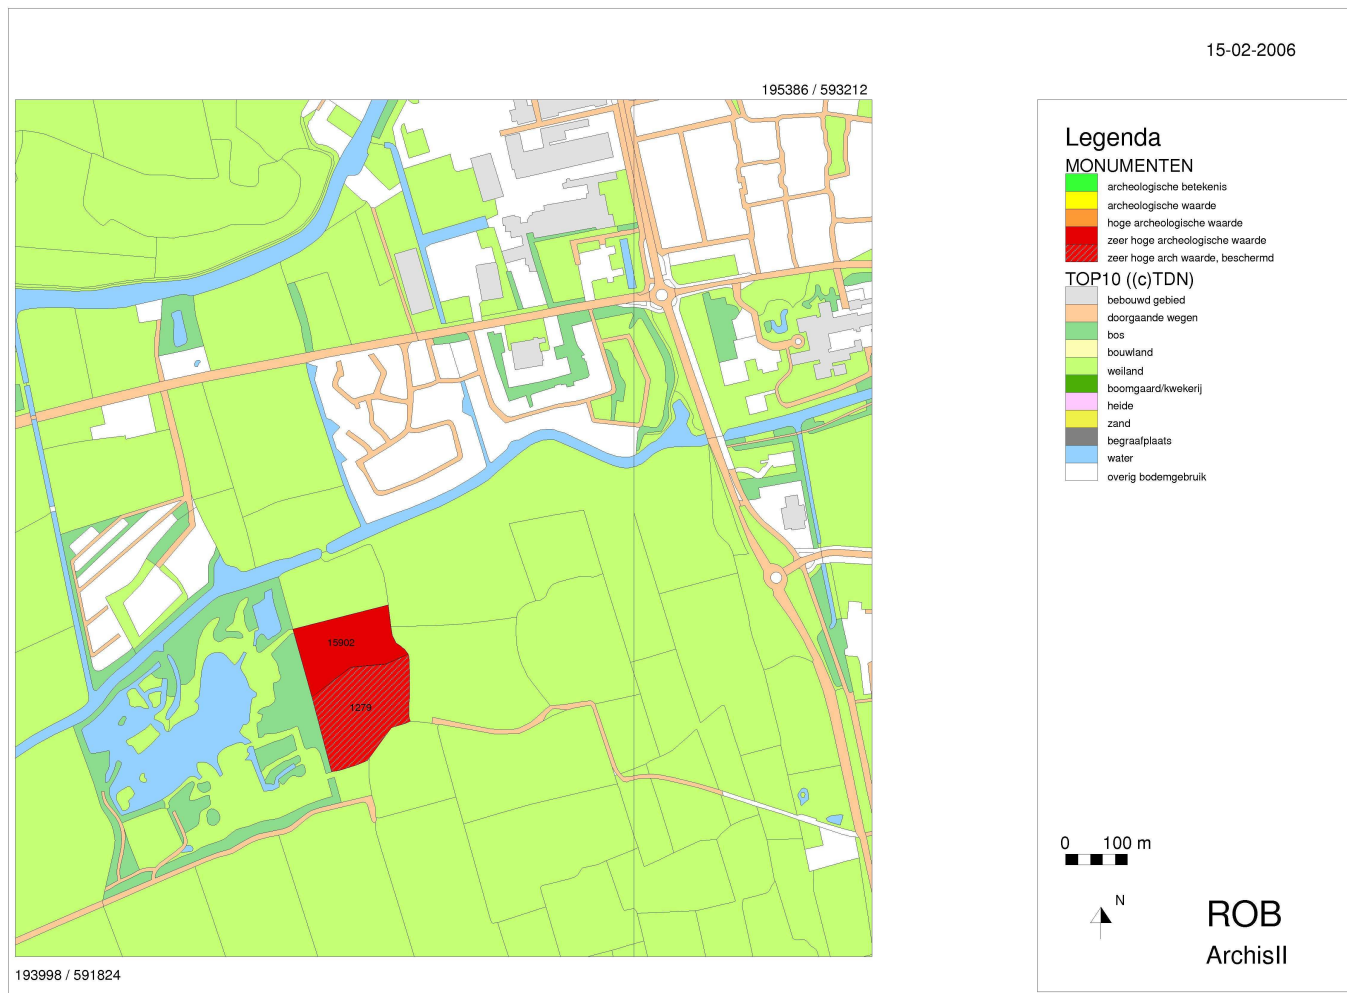 15-02-2006
195386 / 593212
15902
1279
193998 / 591824
Legenda
MONUMENTEN
archeologische betekenis
archeologische waarde
hoge archeologische waarde
zeer hoge archeologische waarde
zeer hoge arch waarde, beschermd
TOP10 ((c)TDN)
bebouwd gebied
doorgaande wegen
bos
bouwland
weiland
boomgaard/kwekerij
heide
zand
begraafplaats
water
overig bodemgebruik
0 100 m
N
ROB
ArchisII